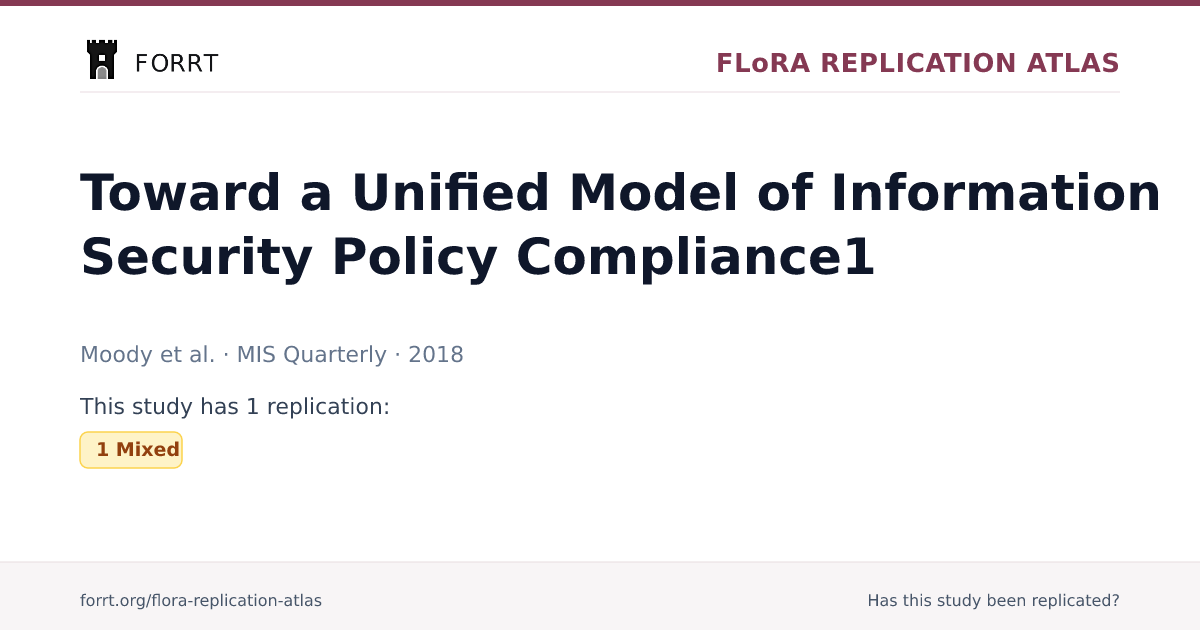 FORRT
FLoRA REPLICATION ATLAS
Toward a Unified Model of Information
Security Policy Compliance1
Moody et al. · MIS Quarterly · 2018
This study has 1 replication:
1 Mixed
forrt.org/flora-replication-atlas
Has this study been replicated?